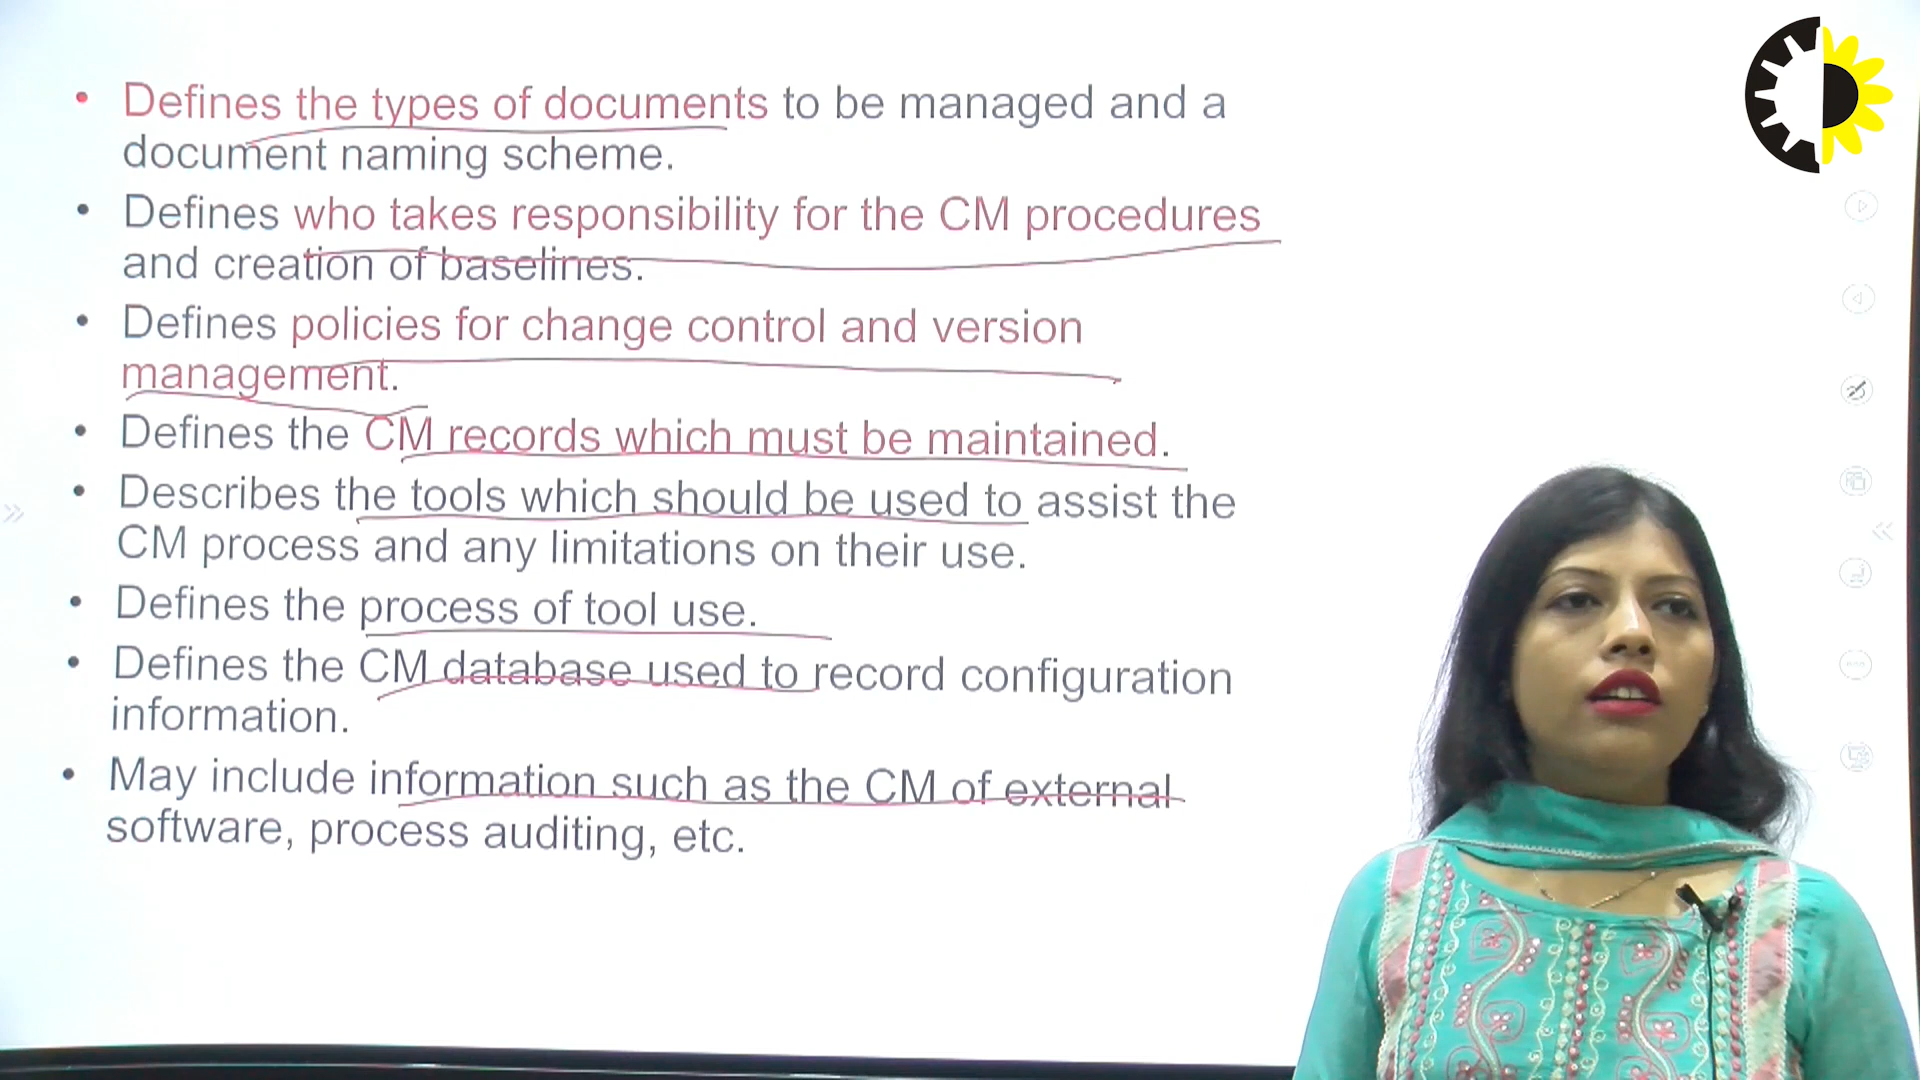 • Defines the types of documents to be managed and a
document naming scheme.
• Defines who takes responsibility for the CM procedures
and creation of baselines.
• Defines policies for change control and version
management.
• Defines the CM records which must be maintained.
• Describes the tools which should be used to assist the
CM process and any limitations on their use.
• Defines the process of tool use.
• Defines the CM database used to record configuration
information.
• May include information such as the CM of external
software, process auditing, etc.